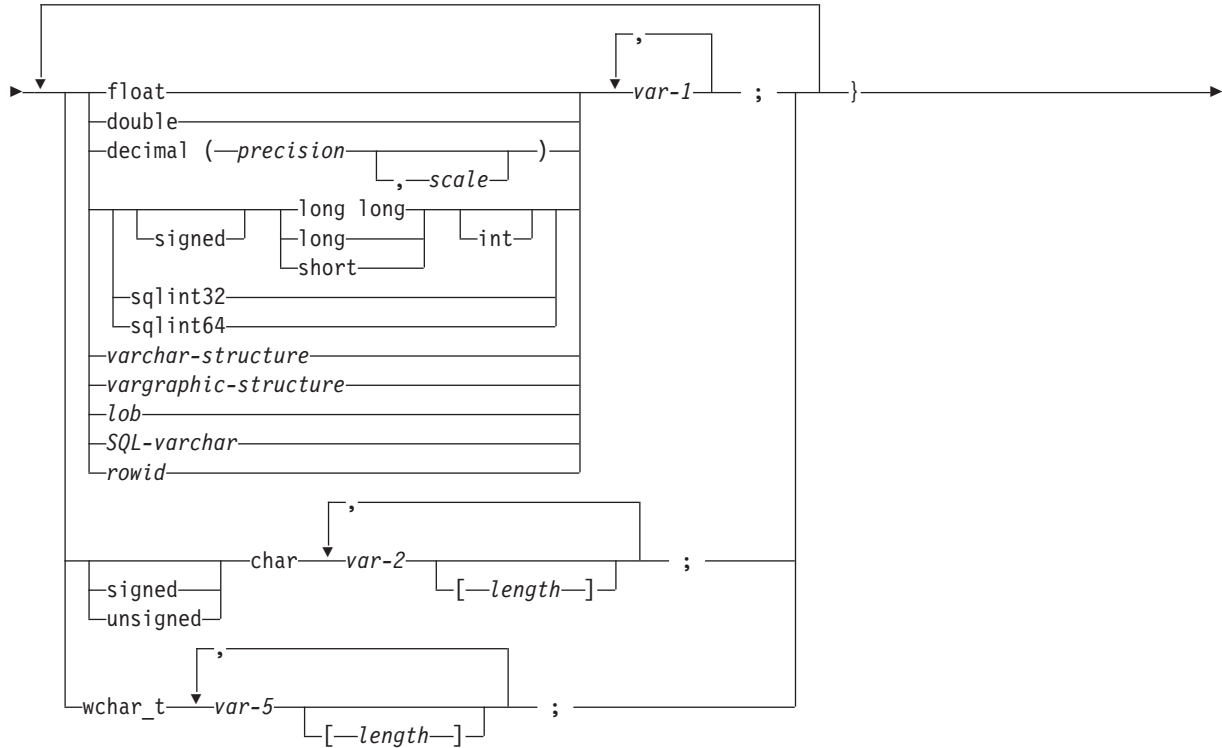 ,
float var-1 ; }
double
decimal ( precision )
, scale
long long
signed long int
short
sqlint32
sqlint64
varchar-structure
vargraphic-structure
lob
SQL-varchar
rowid
,
char var-2 ;
signed [ length ]
unsigned
,
wchar_t var-5 ;
[ length ]